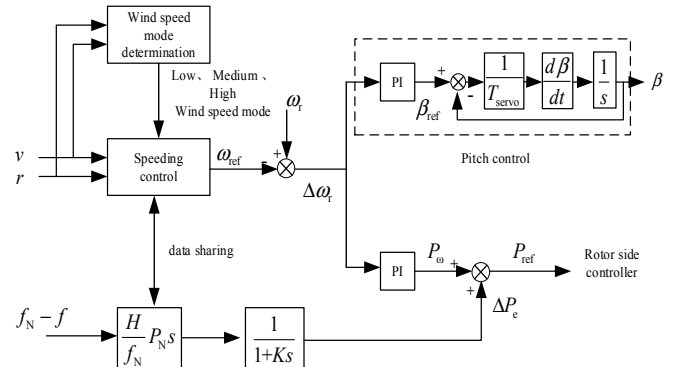 Wind speed
mode
determination
Low、 Medium 、
High
Wind speed mode
v
r
Speeding
control
ω_ref
-
+
ω_r
Δω_r
PI
β_ref
+
-
1/T_servo
dβ/dt
1/s
β
Pitch control
data sharing
PI
P_ω
+
+
P_ref
Rotor side
controller
ΔP_e
f_N − f
H/f_N P_N s
1/1+Ks